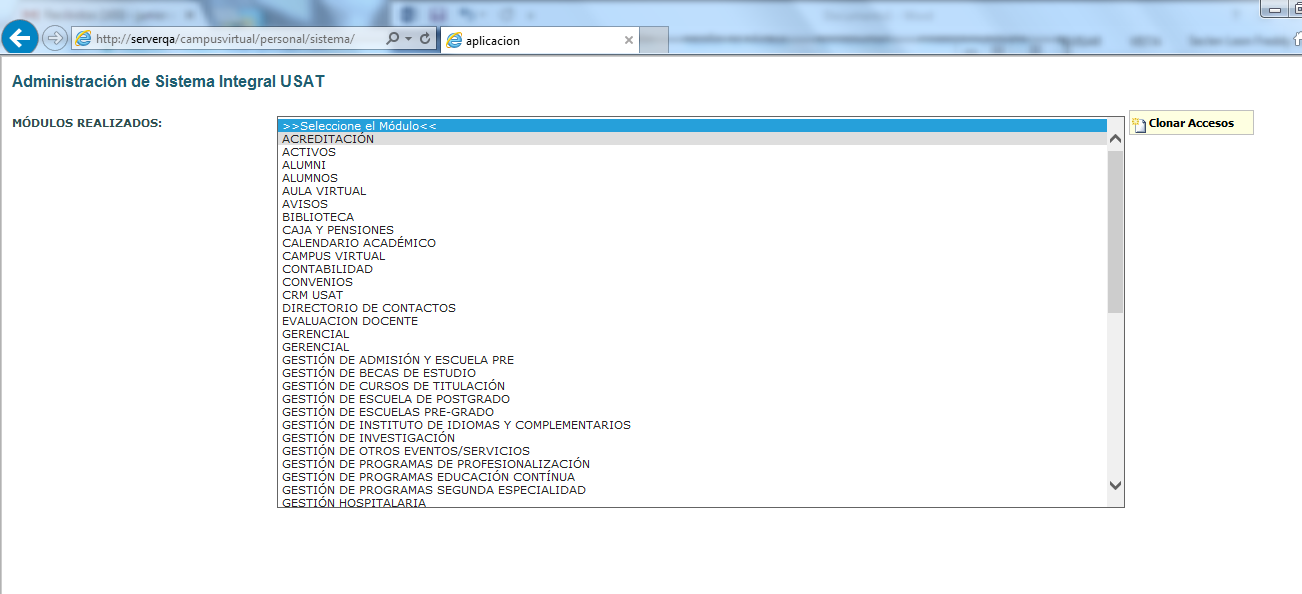 http://serverqa/campusvirtual/personal/sistema/
aplicacion
Administración de Sistema Integral USAT
MÓDULOS REALIZADOS:
>>Seleccione el Módulo<<
Clonar Accesos
ACREDITACIÓN
ACTIVOS
ALUMNI
ALUMNOS
AULA VIRTUAL
AVISOS
BIBLIOTECA
CAJA Y PENSIONES
CALENDARIO ACADÉMICO
CAMPUS VIRTUAL
CONTABILIDAD
CONVENIOS
CRM USAT
DIRECTORIO DE CONTACTOS
EVALUACION DOCENTE
GERENCIAL
GERENCIAL
GESTIÓN DE ADMISIÓN Y ESCUELA PRE
GESTIÓN DE BECAS DE ESTUDIO
GESTIÓN DE CURSOS DE TITULACIÓN
GESTIÓN DE ESCUELA DE POSTGRADO
GESTIÓN DE ESCUELAS PRE-GRADO
GESTIÓN DE INSTITUTO DE IDIOMAS Y COMPLEMENTARIOS
GESTIÓN DE INVESTIGACIÓN
GESTIÓN DE OTROS EVENTOS/SERVICIOS
GESTIÓN DE PROGRAMAS DE PROFESIONALIZACIÓN
GESTIÓN DE PROGRAMAS EDUCACIÓN CONTÍNUA
GESTIÓN DE PROGRAMAS SEGUNDA ESPECIALIDAD
GESTIÓN HOSPITALARIA